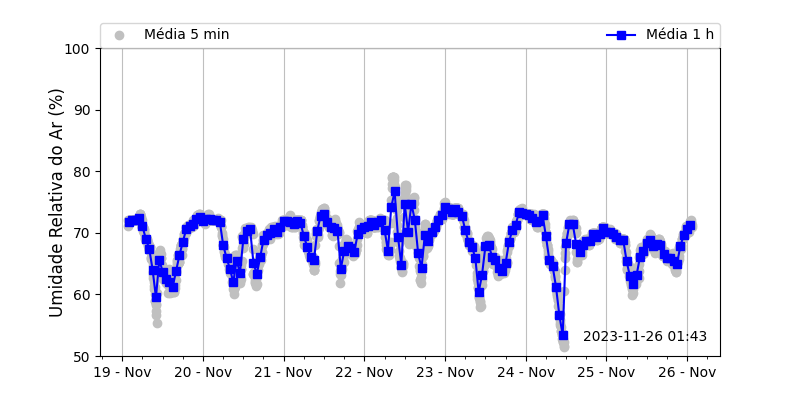 Média 5 min
Média 1 h
Umidade Relativa do Ar (%)
100
90
80
70
60
50
2023-11-26 01:43
19 - Nov
20 - Nov
21 - Nov
22 - Nov
23 - Nov
24 - Nov
25 - Nov
26 - Nov